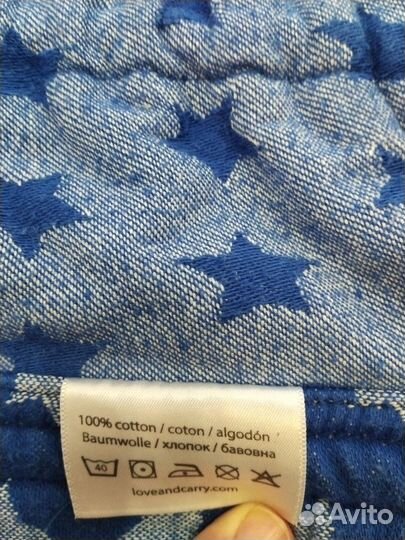 100% cotton / coton / algodón
Baumwolle / хлопок / бавовна
40
loveandcarry.com
Avito